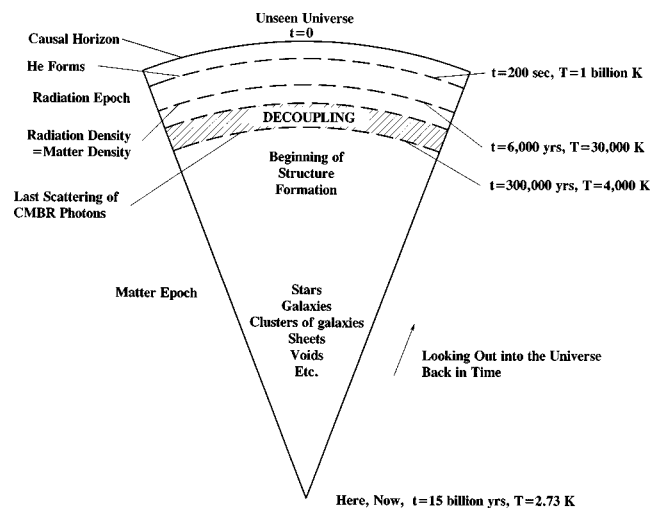 Unseen Universe
t=0
Causal Horizon
He Forms
t=200 sec, T=1 billion K
Radiation Epoch
DECOUPLING
Radiation Density
=Matter Density
t=6,000 yrs, T=30,000 K
Beginning of
Structure
Formation
t=300,000 yrs, T=4,000 K
Last Scattering of
CMBR Photons
Matter Epoch
Stars
Galaxies
Clusters of galaxies
Sheets
Voids
Etc.
Looking Out into the Universe
Back in Time
Here, Now, t=15 billion yrs, T=2.73 K